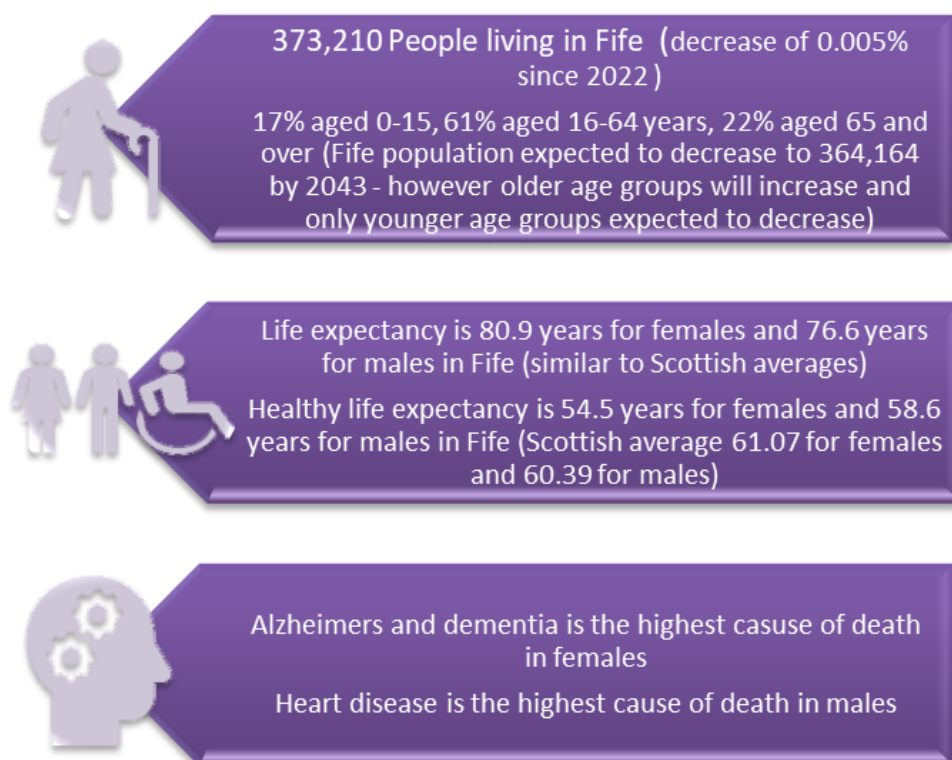 373,210 People living in Fife (decrease of 0.005%
since 2022 )
17% aged 0-15, 61% aged 16-64 years, 22% aged 65 and
over (Fife population expected to decrease to 364,164
by 2043 - however older age groups will increase and
only younger age groups expected to decrease)
Life expectancy is 80.9 years for females and 76.6 years
for males in Fife (similar to Scottish averages)
Healthy life expectancy is 54.5 years for females and 58.6
years for males in Fife (Scottish average 61.07 for females
and 60.39 for males)
Alzheimers and dementia is the highest casuse of death
in females
Heart disease is the highest cause of death in males